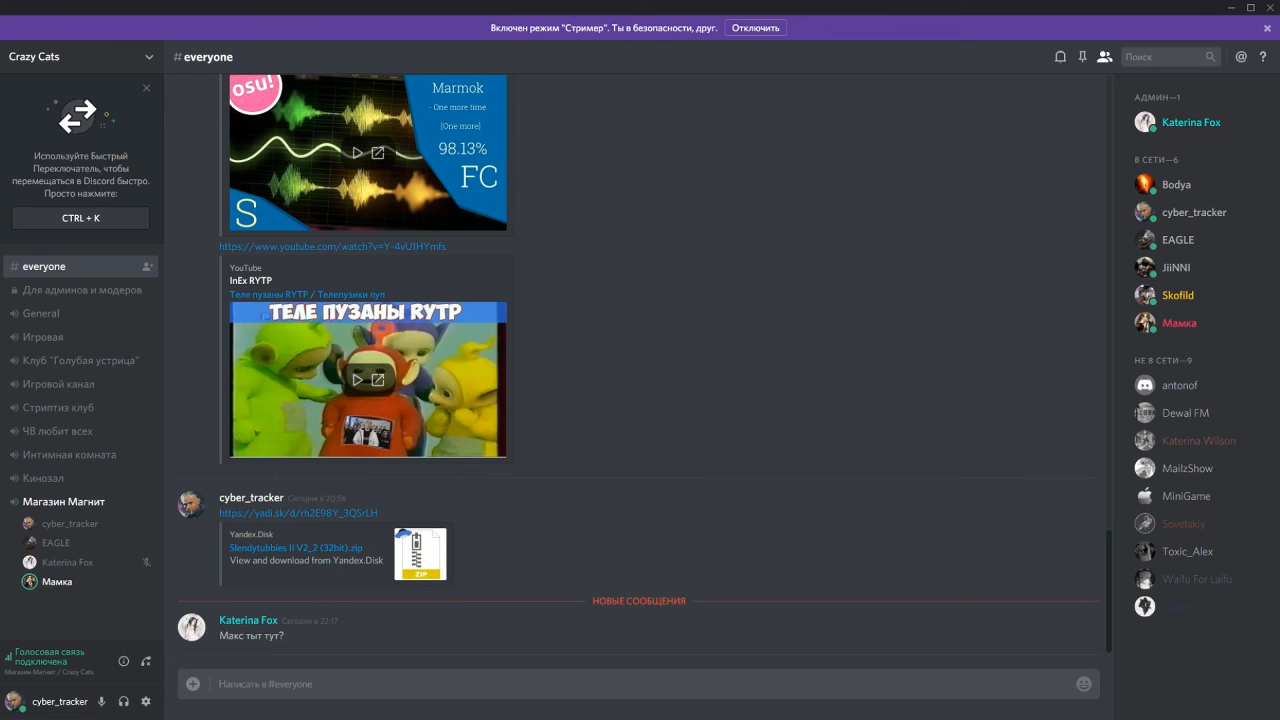 Включен режим "Стример". Ты в безопасности, друг.
Отключить
Crazy Cats
Используйте Быстрый
Переключатель, чтобы
перемещаться в Discord быстро.
Просто нажмите:
CTRL + K
# everyone
Для админов и модеров
General
Игровая
Клуб "Голубая устрица"
Игровой канал
Стриптиз клуб
ЧВ любит всех
Интимная комната
Кинозал
Магазин Магнит
cyber_tracker
EAGLE
Katerina Fox
Мамка
Голосовая связь
подключена
Магазин Магнит / Crazy Cats
cyber_tracker
# everyone
Поиск
osu!
Marmok
- One more time
[One more]
98.13%
FC
S
https://www.youtube.com/watch?v=Y-4vU1HYmfs
YouTube
InEx RYTP
Теле пузаны RYTP / Телепузики пуп
ТЕЛЕ ПУЗАНЫ RYTP
cyber_tracker Сегодня в 20:56
https://yadi.sk/d/rh2E98Y_3QSrLH
Yandex.Disk
Slendytubbies II V2_2 (32bit).zip
View and download from Yandex.Disk
ZIP
НОВЫЕ СООБЩЕНИЯ
Katerina Fox Сегодня в 22:17
Макс тыт тут?
Написать в #everyone
АДМИН—1
Katerina Fox
В СЕТИ—6
Bodya
cyber_tracker
EAGLE
JiiNNI
Skofild
Мамка
НЕ В СЕТИ—9
antonof
Dewal FM
Katerina Wilson
MailzShow
MiniGame
Sovetskiy
Toxic_Alex
Waifu For Laifu